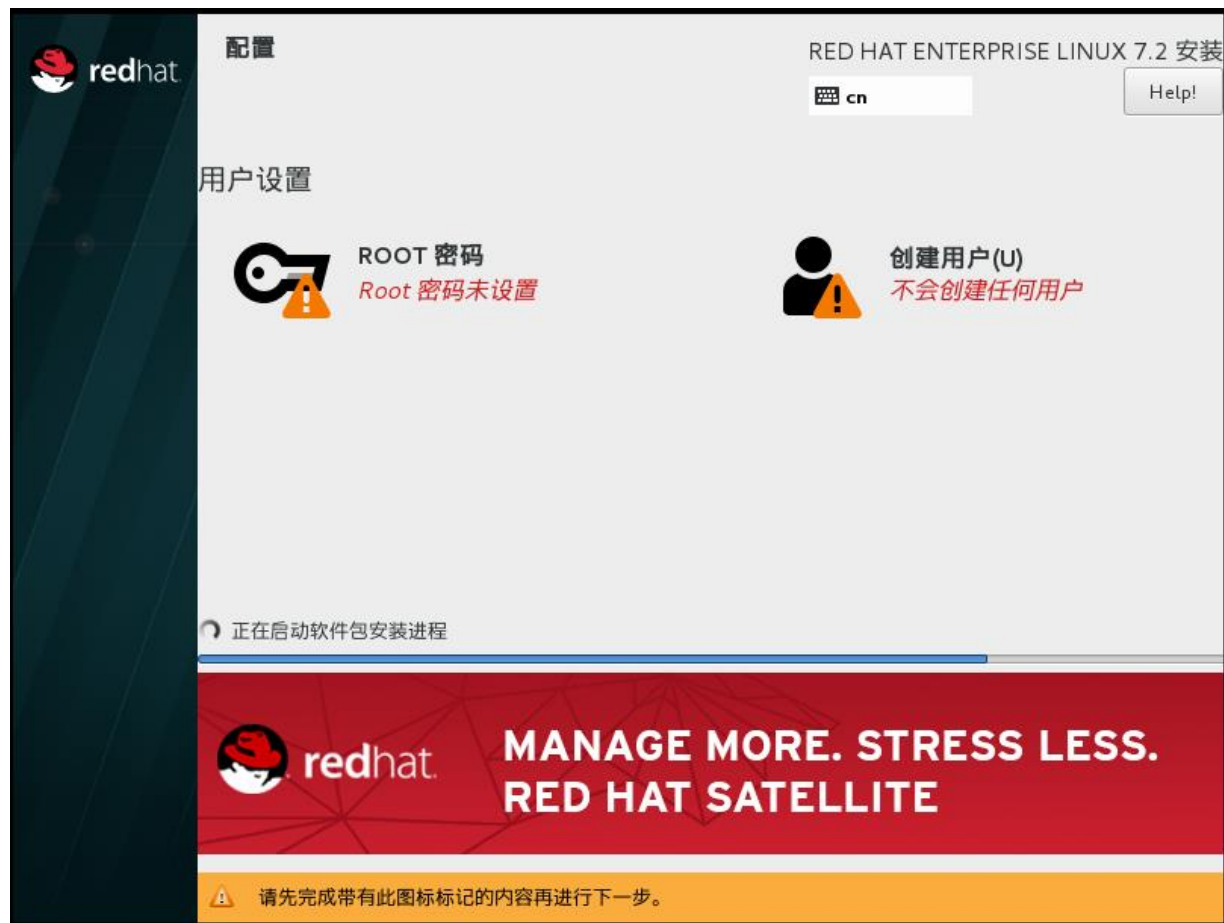 redhat.
配置
RED HAT ENTERPRISE LINUX 7.2 安装
cn
Help!
用户设置
ROOT 密码
Root 密码未设置
创建用户(U)
不会创建任何用户
正在启动软件包安装进程
redhat.
MANAGE MORE. STRESS LESS.
RED HAT SATELLITE
请先完成带有此图标标记的内容再进行下一步。